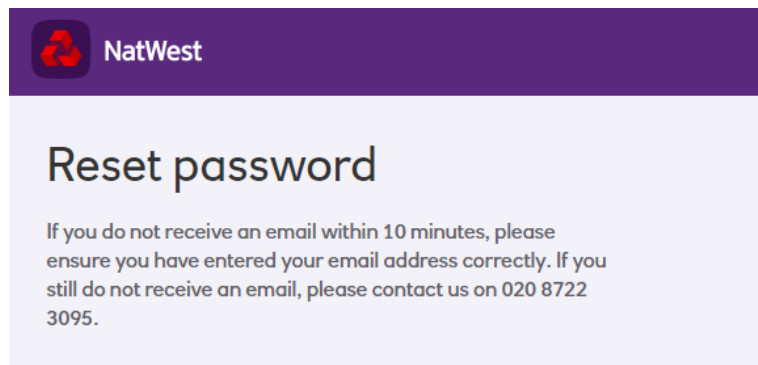 NatWest
Reset password
If you do not receive an email within 10 minutes, please
ensure you have entered your email address correctly. If you
still do not receive an email, please contact us on 020 8722
3095.